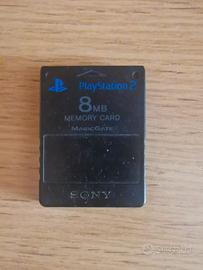 PlayStation 2
8MB
MEMORY CARD
MAGICGATE
SONY